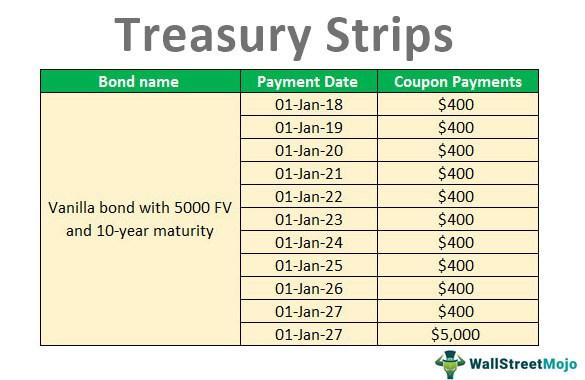 Treasury Strips
Bond name Payment Date Coupon Payments
01-Jan-18 $400
01-Jan-19 $400
01-Jan-20 $400
01-Jan-21 $400
01-Jan-22 $400
Vanilla bond with 5000 FV
and 10-year maturity
01-Jan-23 $400
01-Jan-24 $400
01-Jan-25 $400
01-Jan-26 $400
01-Jan-27 $400
01-Jan-27 $5,000
WallStreetMojo